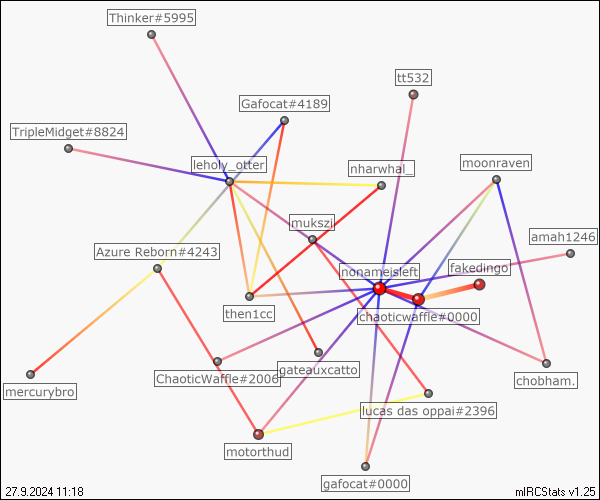 Thinker#5995
tt532
Gafocat#4189
TripleMidget#8824
leholy_otter
nharwhal_
moonraven
mukszi
amah1246
Azure Reborn#4243
nonameisleft
fakedingo
then1cc
chaoticwaffle#0000
mercurybro
ChaoticWaffle#2006
gateauxcatto
chobham.
lucas das oppai#2396
motorthud
gafocat#0000
27.9.2024 11:18
mIRCStats v1.25